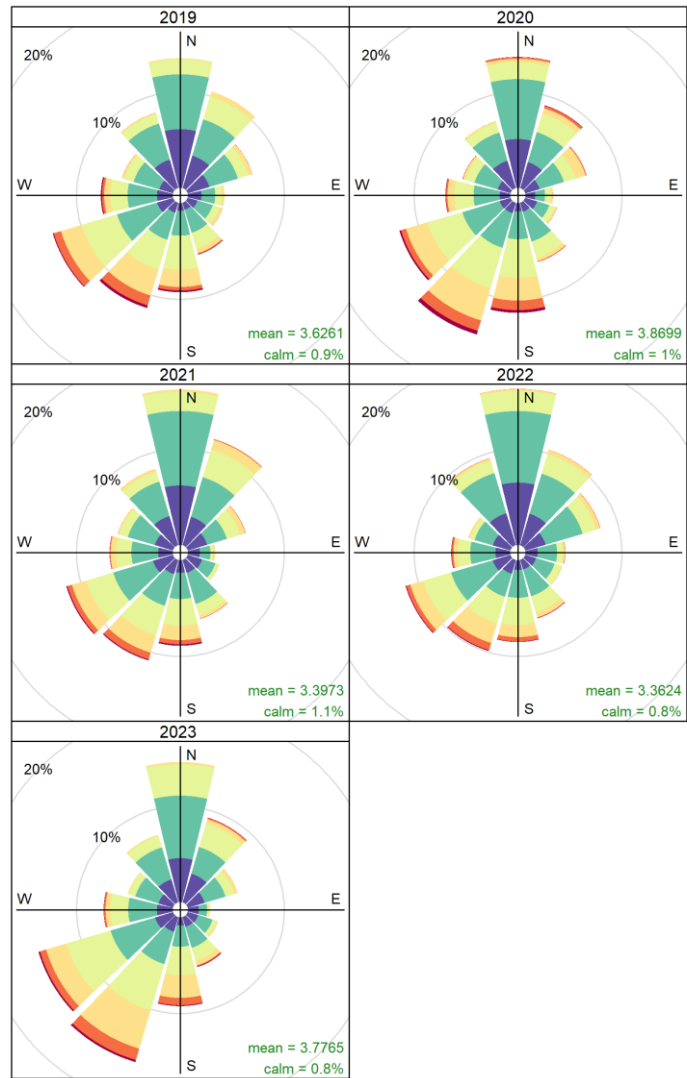 2019 2020
N N
20% 20%
10% 10%
W E W E
S S
mean = 3.6261 mean = 3.8699
calm = 0.9% calm = 1%
2021 2022
N N
20% 20%
10% 10%
W E W E
S S
mean = 3.3973 mean = 3.3624
calm = 1.1% calm = 0.8%
2023
N
20%
10%
W E
S
mean = 3.7765
calm = 0.8%